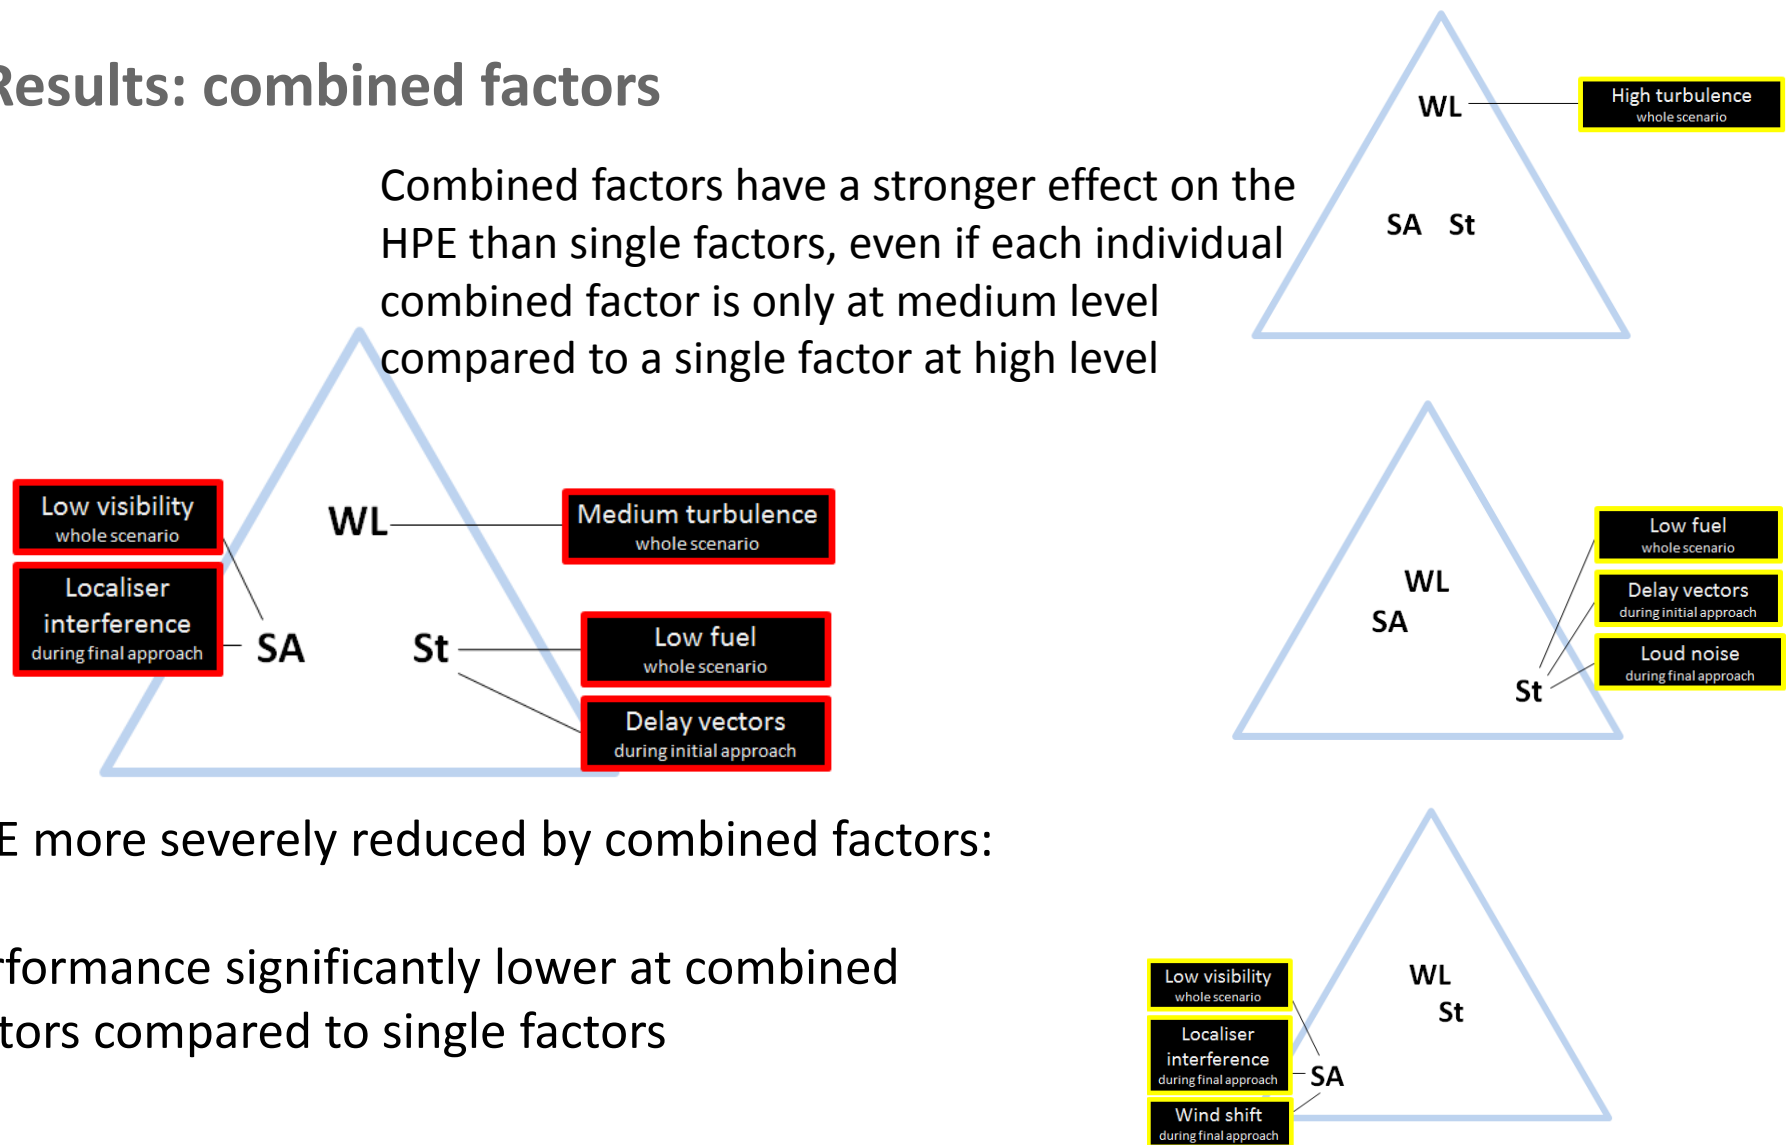 Results: combined factors
Combined factors have a stronger effect on the
HPE than single factors, even if each individual
combined factor is only at medium level
compared to a single factor at high level
WL
High turbulence
whole scenario
SA St
Low visibility
whole scenario
Localiser
interference
during final approach
WL
Medium turbulence
whole scenario
SA
St
Low fuel
whole scenario
Delay vectors
during initial approach
WL
SA
St
Low fuel
whole scenario
Delay vectors
during initial approach
Loud noise
during final approach
E more severely reduced by combined factors:
rformance significantly lower at combined
tors compared to single factors
WL
St
SA
Low visibility
whole scenario
Localiser
interference
during final approach
Wind shift
during final approach